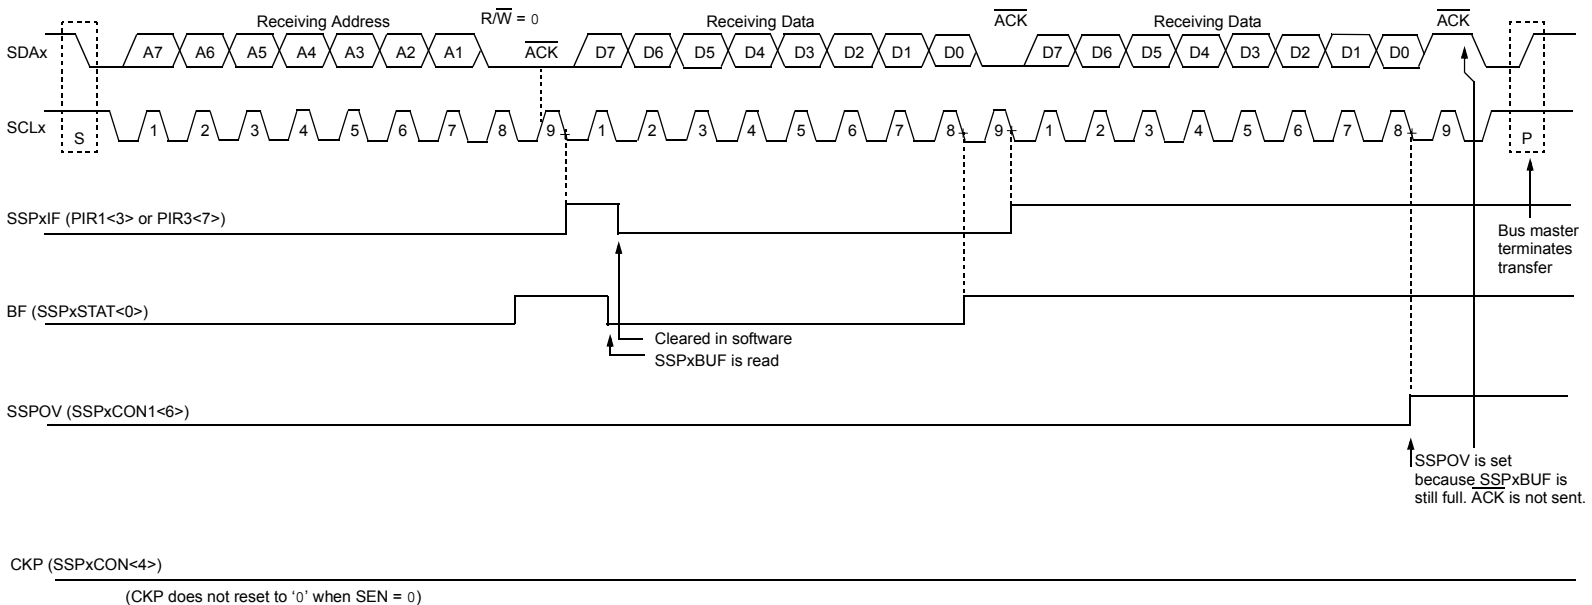 Receiving Address
R/W = 0
Receiving Data
ACK
Receiving Data
ACK
SDAx
A7 A6 A5 A4 A3 A2 A1 ACK D7 D6 D5 D4 D3 D2 D1 D0 D7 D6 D5 D4 D3 D2 D1 D0
SCLx
S 1 2 3 4 5 6 7 8 9 1 2 3 4 5 6 7 8 9 1 2 3 4 5 6 7 8 9 P
SSPxIF (PIR1<3> or PIR3<7>)
Bus master
terminates
transfer
BF (SSPxSTAT<0>)
Cleared in software
SSPxBUF is read
SSPOV (SSPxCON1<6>)
SSPOV is set
because SSPxBUF is
still full. ACK is not sent.
CKP (SSPxCON<4>)
(CKP does not reset to ‘0’ when SEN = 0)